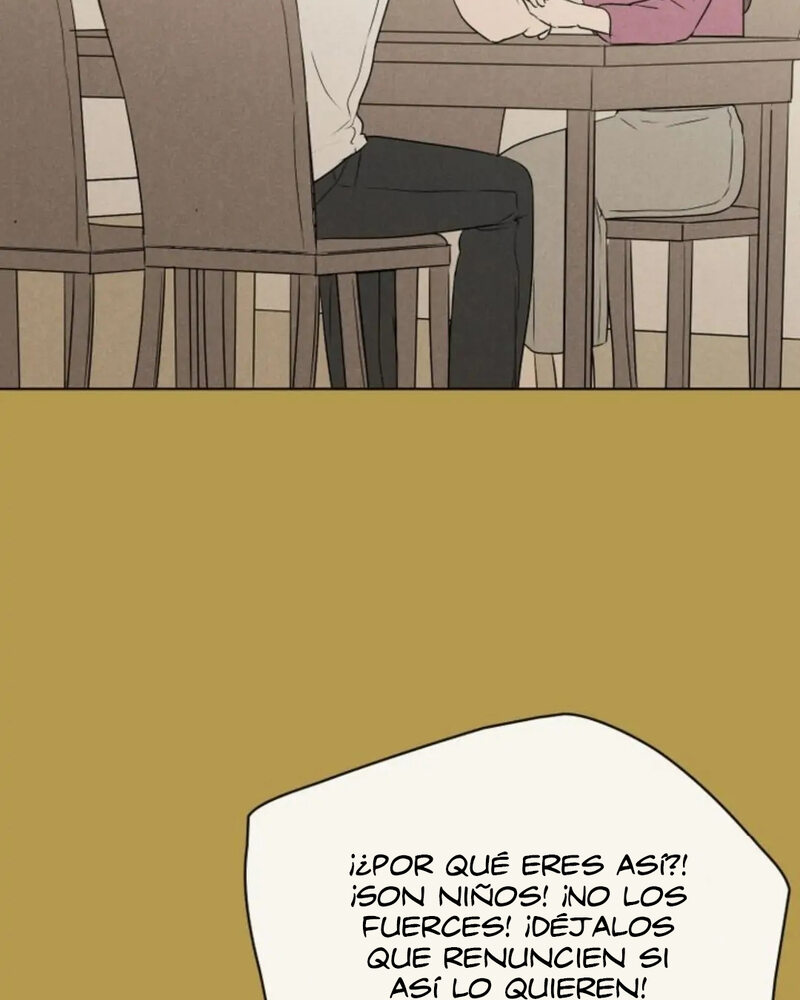 ¡¿POR QUÉ ERES ASÍ?!
¡SON NIÑOS! ¡NO LOS
FUERCES! ¡DÉJALOS
QUE RENUNCIEN SI
ASÍ LO QUIEREN!